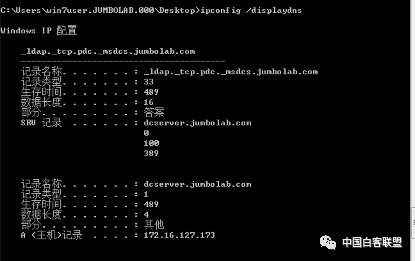 C:\Users\win7user.JUMBOLAB.000\Desktop>ipconfig /displaydns
Windows IP 配置
_ldap._tcp.pdc._msdcs.jumbolab.com
----------------------------------------
记录名称. . . . . . . : _ldap._tcp.pdc._msdcs.jumbolab.com
记录类型. . . . . . . : 33
生存时间. . . . . . . : 489
数据长度. . . . . . . : 16
部分. . . . . . . . . : 答案
SRV 记录 . . . . . . : dcserver.jumbolab.com
0
100
389
记录名称. . . . . . . : dcserver.jumbolab.com
记录类型. . . . . . . : 1
生存时间. . . . . . . : 489
数据长度. . . . . . . : 4
部分. . . . . . . . . : 其他
A <主机>记录 . . . . : 172.16.127.173
中国白客联盟